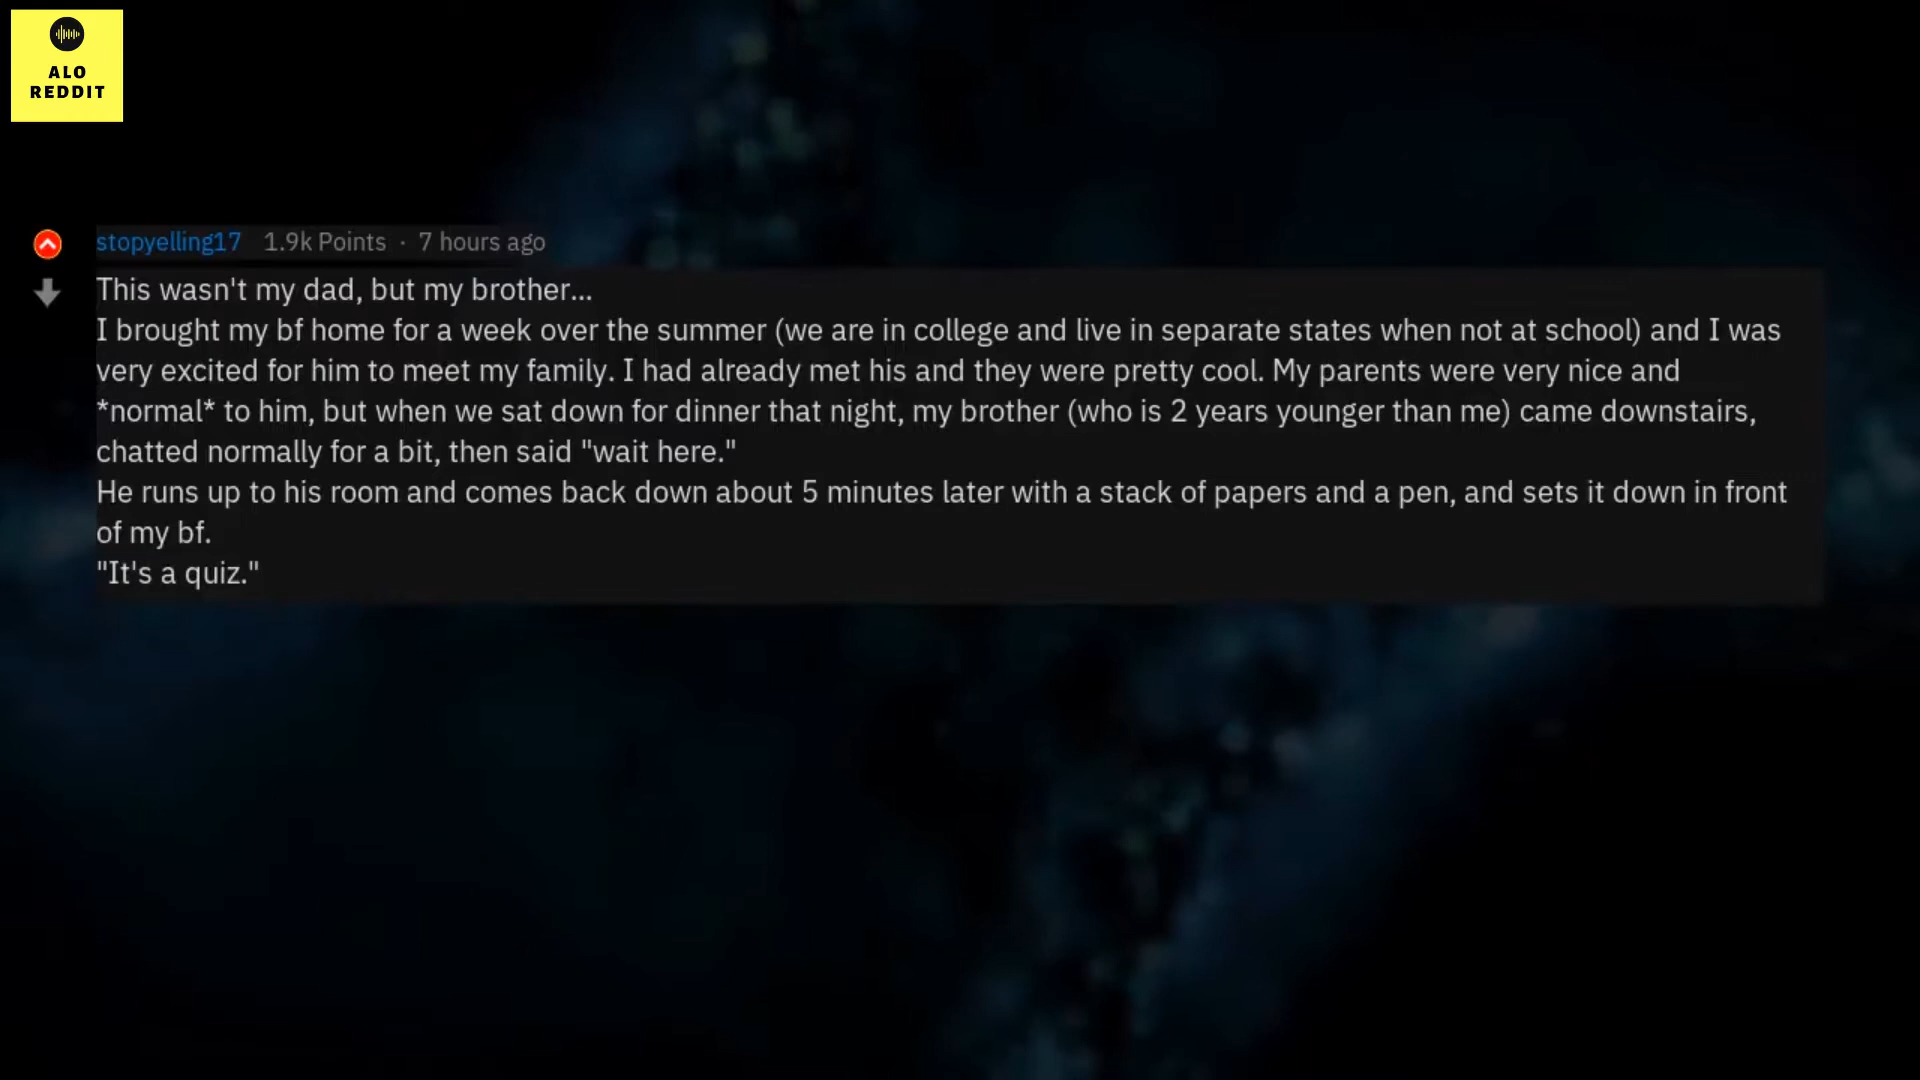 ALO
REDDIT
stopyelling17 1.9k Points · 7 hours ago
This wasn't my dad, but my brother...
I brought my bf home for a week over the summer (we are in college and live in separate states when not at school) and I was
very excited for him to meet my family. I had already met his and they were pretty cool. My parents were very nice and
*normal* to him, but when we sat down for dinner that night, my brother (who is 2 years younger than me) came downstairs,
chatted normally for a bit, then said "wait here."
He runs up to his room and comes back down about 5 minutes later with a stack of papers and a pen, and sets it down in front
of my bf.
"It's a quiz."